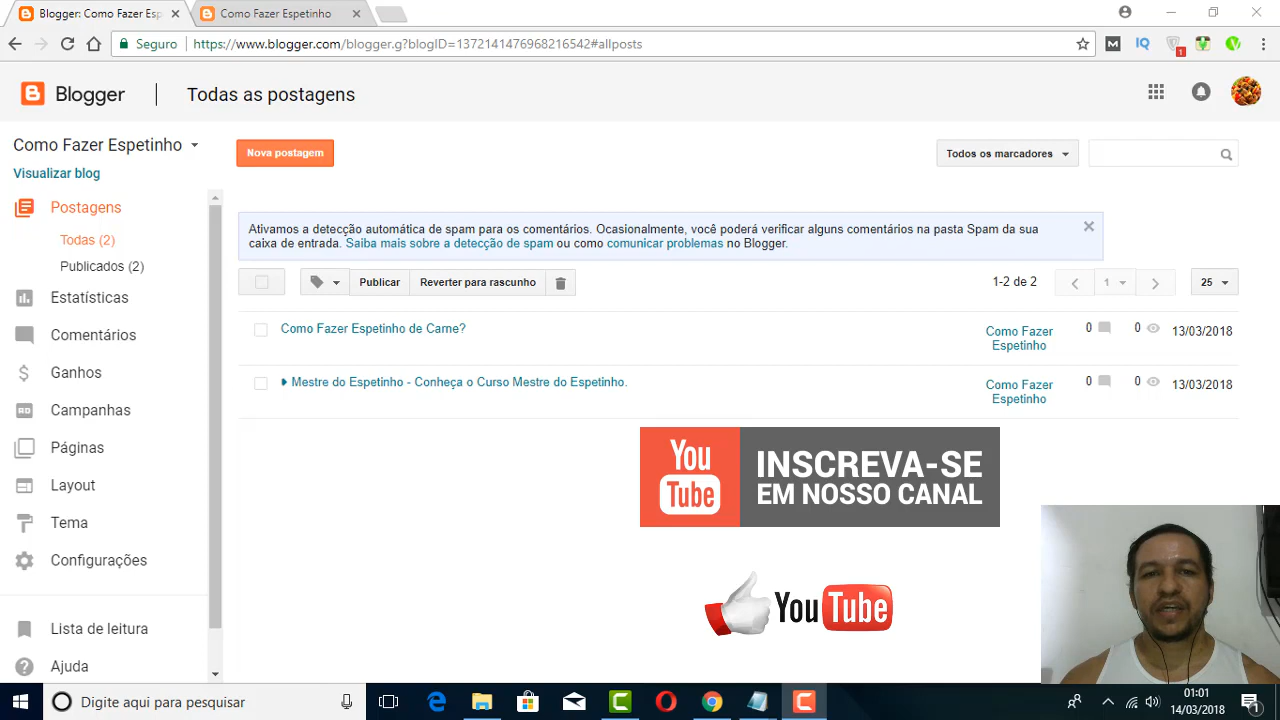 Blogger: Como Fazer Esp
Como Fazer Espetinho
Seguro
https://www.blogger.com/blogger.g?blogID=1372141476968216542#allposts
1
Blogger
Todas as postagens
Como Fazer Espetinho
Nova postagem
Todos os marcadores
Visualizar blog
Postagens
Todas (2)
Publicados (2)
Estatísticas
Comentários
Ganhos
Campanhas
Páginas
Layout
Tema
Configurações
Lista de leitura
Ajuda
Ativamos a detecção automática de spam para os comentários. Ocasionalmente, você poderá verificar alguns comentários na pasta Spam da sua
caixa de entrada. Saiba mais sobre a detecção de spam ou como comunicar problemas no Blogger.
Publicar
Reverter para rascunho
1-2 de 2
1
25
Como Fazer Espetinho de Carne?
Como Fazer
Espetinho
0
0
13/03/2018
Mestre do Espetinho - Conheça o Curso Mestre do Espetinho.
Como Fazer
Espetinho
0
0
13/03/2018
You
Tube
INSCREVA-SE
EM NOSSO CANAL
YouTube
Digite aqui para pesquisar
01:01
14/03/2018
1